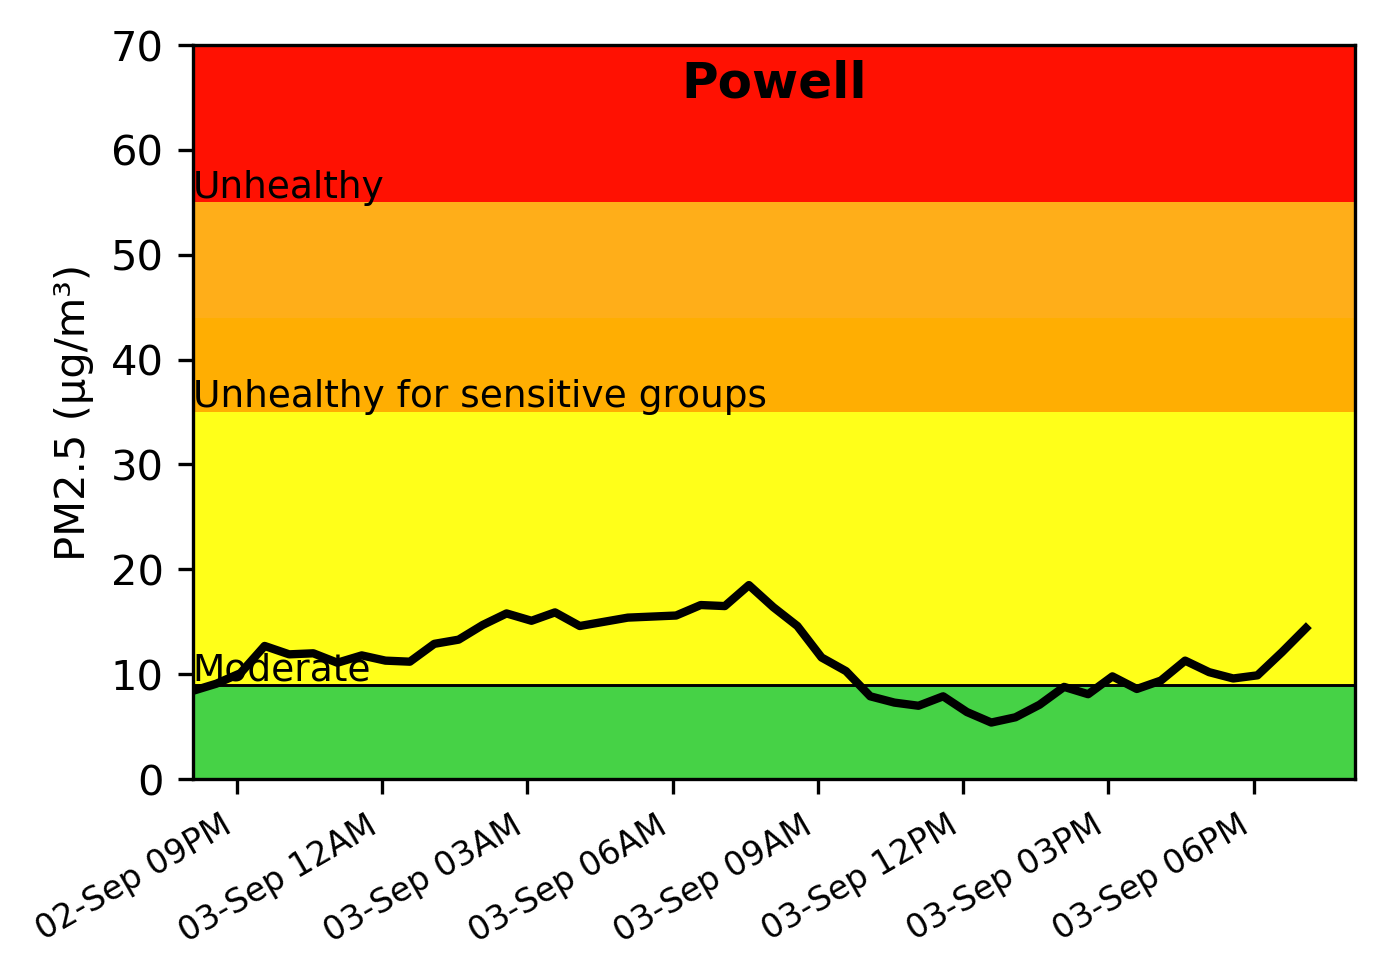 Powell
70
60
50
40
30
20
10
0
PM2.5 (µg/m³)
Unhealthy
Unhealthy for sensitive groups
Moderate
02-Sep 09PM
03-Sep 12AM
03-Sep 03AM
03-Sep 06AM
03-Sep 09AM
03-Sep 12PM
03-Sep 03PM
03-Sep 06PM